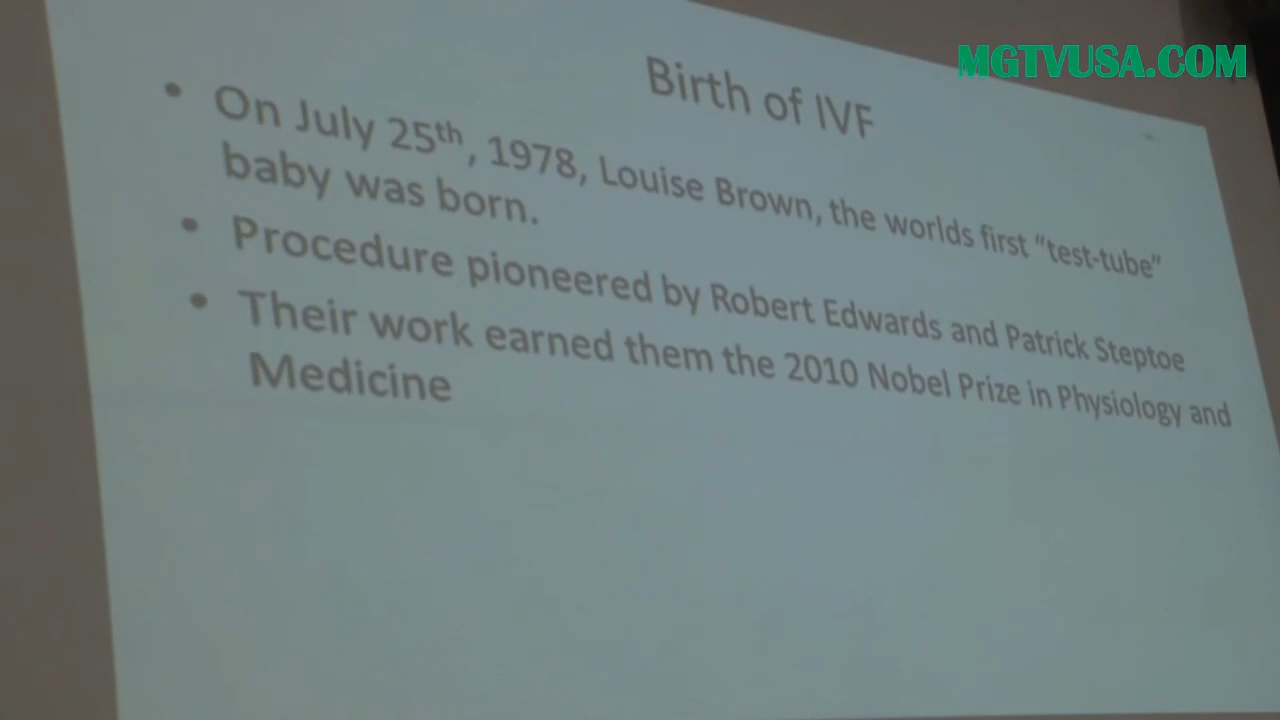 MGTVUSA.COM
Birth of IVF
• On July 25th, 1978, Louise Brown, the worlds first “test-tube”
baby was born.
• Procedure pioneered by Robert Edwards and Patrick Steptoe
• Their work earned them the 2010 Nobel Prize in Physiology and
Medicine